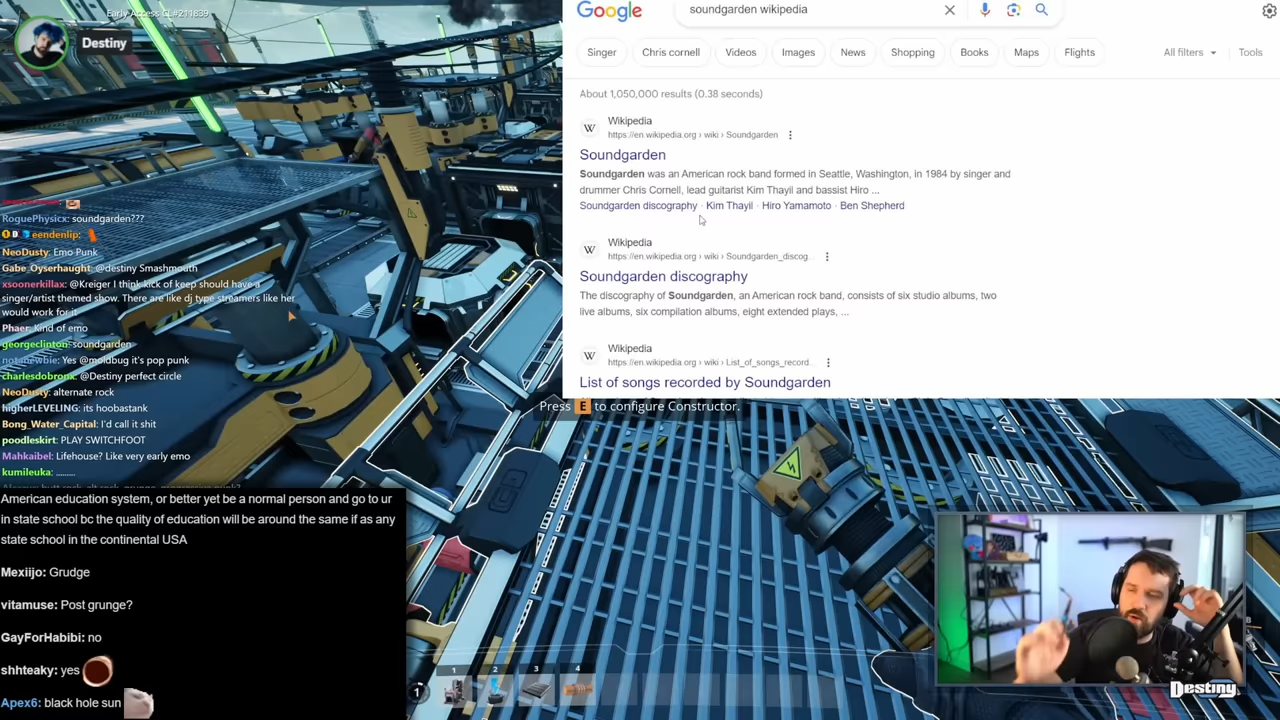 Early Access CL#211839
Destiny
RoguePhysicx: soundgarden???
eendenlip:
NeoDusty: Emo Punk
Gabe_Oyserhaught: @destiny Smashmouth
xsoonerkillax: @Kreiger I think kick of keep should have a
singer/artist themed show. There are like dj type streamers like her
would work for it
Phaer: Kind of emo
georgeclinton: soundgarden
Yes @moldbug it's pop punk
charlesdobronx: @Destiny perfect circle
NeoDusty: alternate rock
higherLEVELING: its hoobastank
Bong_Water_Capital: I'd call it shit
poodleskirt: PLAY SWITCHFOOT
Mahkaibel: Lifehouse? Like very early emo
kumileuka: .........
American education system, or better yet be a normal person and go to ur
in state school bc the quality of education will be around the same if as any
state school in the continental USA
Mexiijo: Grudge
vitamuse: Post grunge?
GayForHabibi: no
shhteaky: yes
Apex6: black hole sun
Google
soundgarden wikipedia
Singer
Chris cornell
Videos
Images
News
Shopping
Books
Maps
Flights
All filters
Tools
About 1,050,000 results (0.38 seconds)
W
Wikipedia
https://en.wikipedia.org › wiki › Soundgarden
Soundgarden
Soundgarden was an American rock band formed in Seattle, Washington, in 1984 by singer and
drummer Chris Cornell, lead guitarist Kim Thayil and bassist Hiro ...
Soundgarden discography · Kim Thayil · Hiro Yamamoto · Ben Shepherd
W
Wikipedia
https://en.wikipedia.org › wiki › Soundgarden_discog...
Soundgarden discography
The discography of Soundgarden, an American rock band, consists of six studio albums, two
live albums, six compilation albums, eight extended plays, ...
W
Wikipedia
https://en.wikipedia.org › wiki › List_of_songs_record...
List of songs recorded by Soundgarden
Press E to configure Constructor.
1
1
2
3
4
Destiny